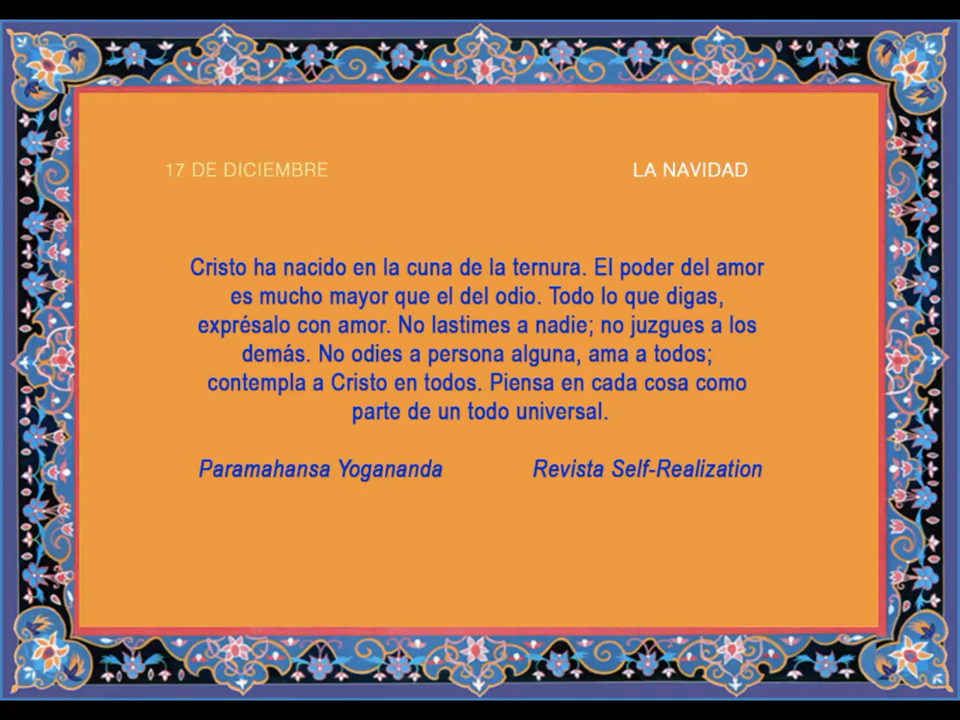 17 DE DICIEMBRE LA NAVIDAD
Cristo ha nacido en la cuna de la ternura. El poder del amor
es mucho mayor que el del odio. Todo lo que digas,
exprésalo con amor. No lastimes a nadie; no juzgues a los
demás. No odies a persona alguna, ama a todos;
contempla a Cristo en todos. Piensa en cada cosa como
parte de un todo universal.
Paramahansa Yogananda Revista Self-Realization